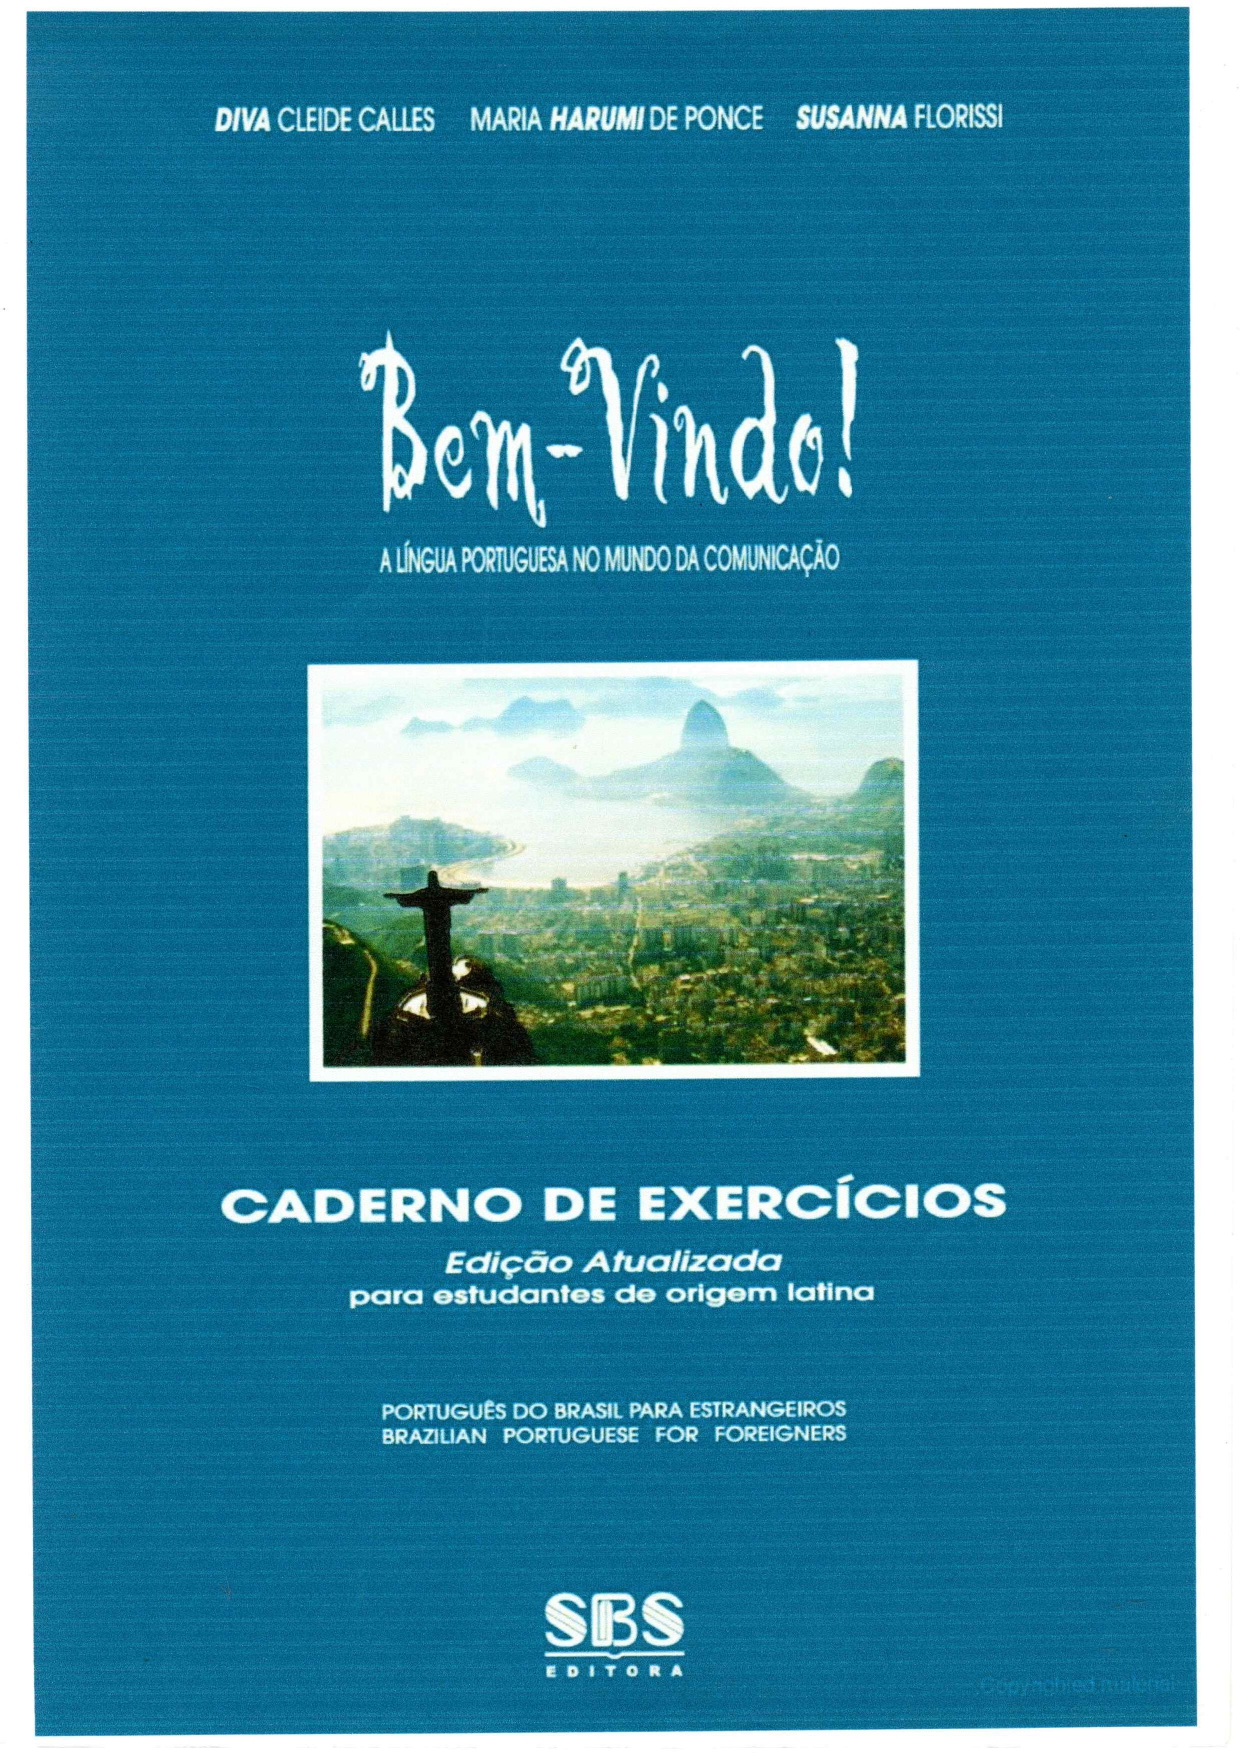 DIVA CLEIDE CALLES MARIA HARUMI DE PONCE SUSANNA FLORISSI
Bem-Vindo!
A LÍNGUA PORTUGUESA NO MUNDO DA COMUNICAÇÃO
CADERNO DE EXERCÍCIOS
Edição Atualizada
para estudantes de origem latina
PORTUGUÊS DO BRASIL PARA ESTRANGEIROS
BRAZILIAN PORTUGUESE FOR FOREIGNERS
SBS
EDITORA
Copyrighted material